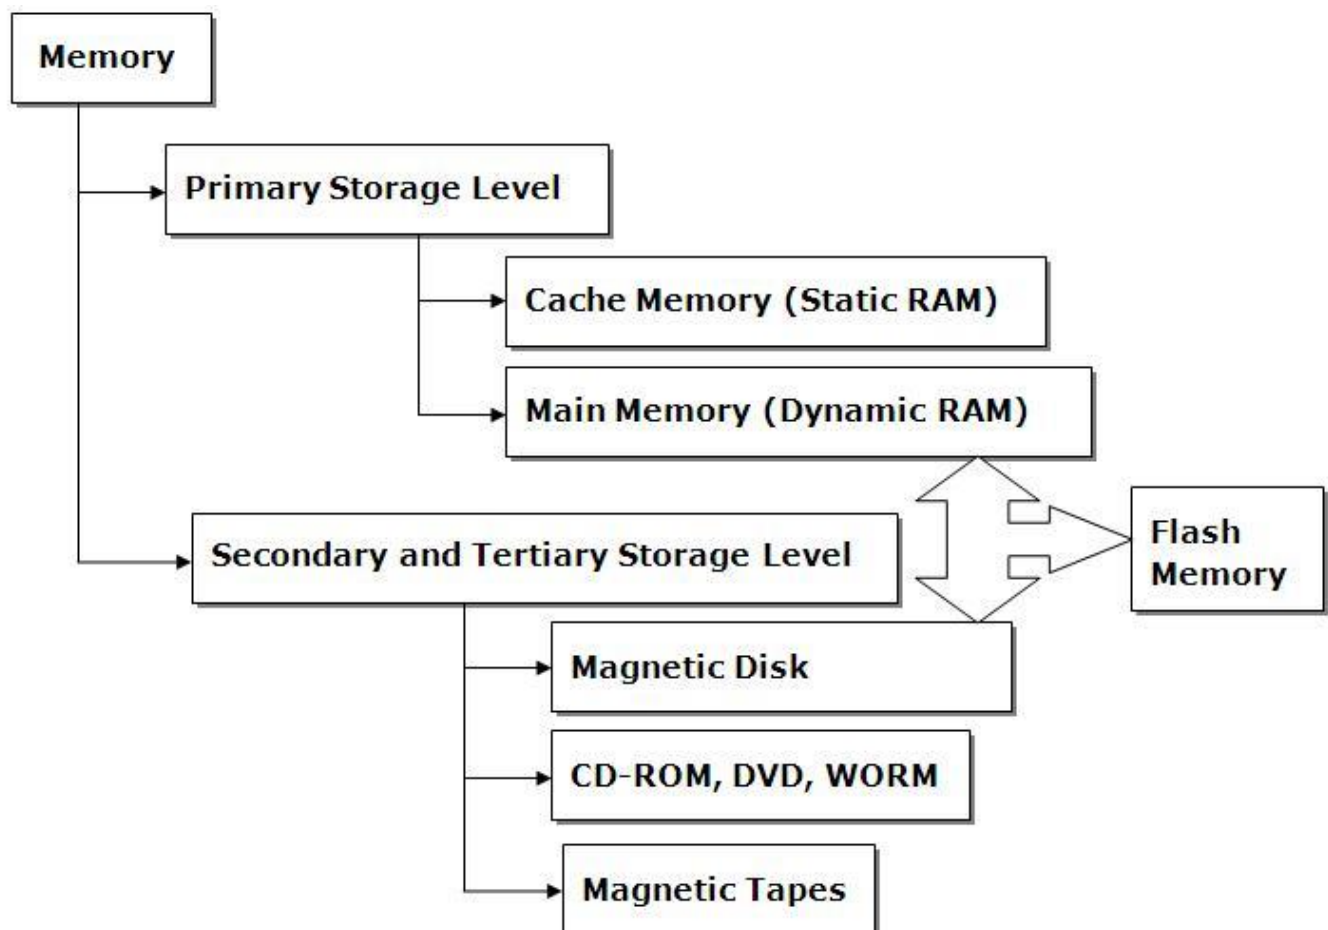 Memory
Primary Storage Level
Cache Memory (Static RAM)
Main Memory (Dynamic RAM)
Flash
Memory
Secondary and Tertiary Storage Level
Magnetic Disk
CD-ROM, DVD, WORM
Magnetic Tapes